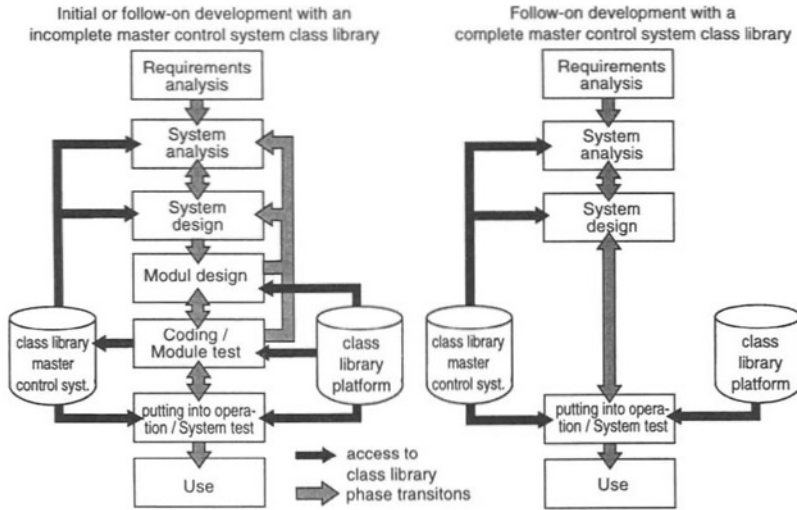 Initial or follow-on development with an
incomplete master control system class library
Requirements
analysis
System
analysis
System
design
Modul design
Coding /
Module test
class library
master
control syst.
class
library
platform
putting into opera-
tion / System test
Use
access to
class library
phase transitons
Follow-on development with a
complete master control system class library
Requirements
analysis
System
analysis
System
design
class library
master
control syst.
class
library
platform
putting into opera-
tion / System test
Use